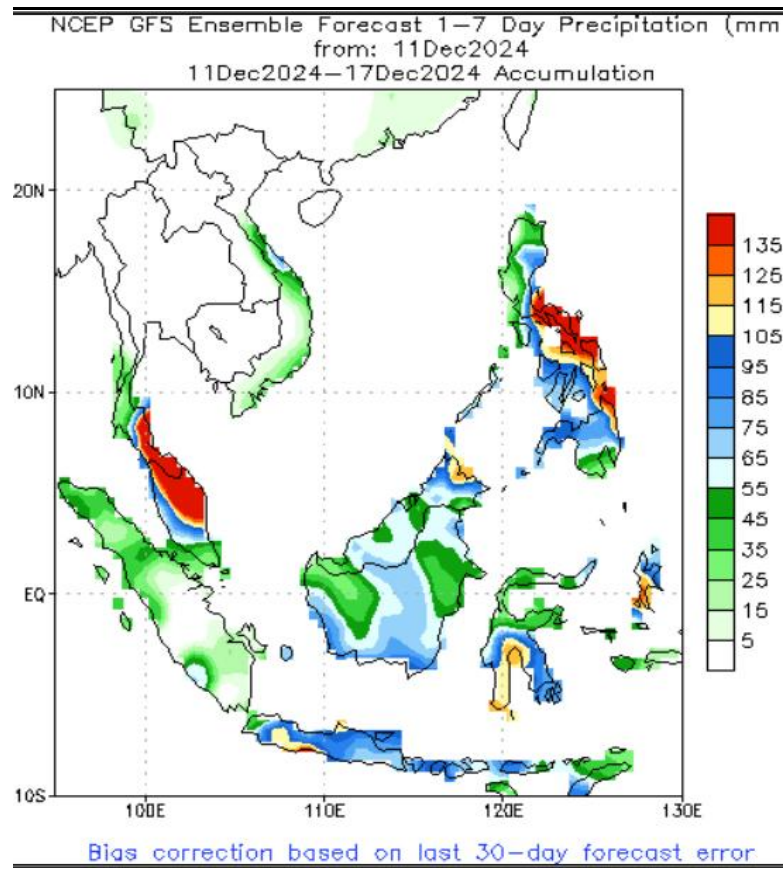 NCEP GFS Ensemble Forecast 1-7 Day Precipitation (mm
from: 11Dec2024
11Dec2024-17Dec2024 Accumulation
20N
10N
EQ
10S
100E 110E 120E 130E
135
125
115
105
95
85
75
65
55
45
35
25
15
5
Bias correction based on last 30-day forecast error